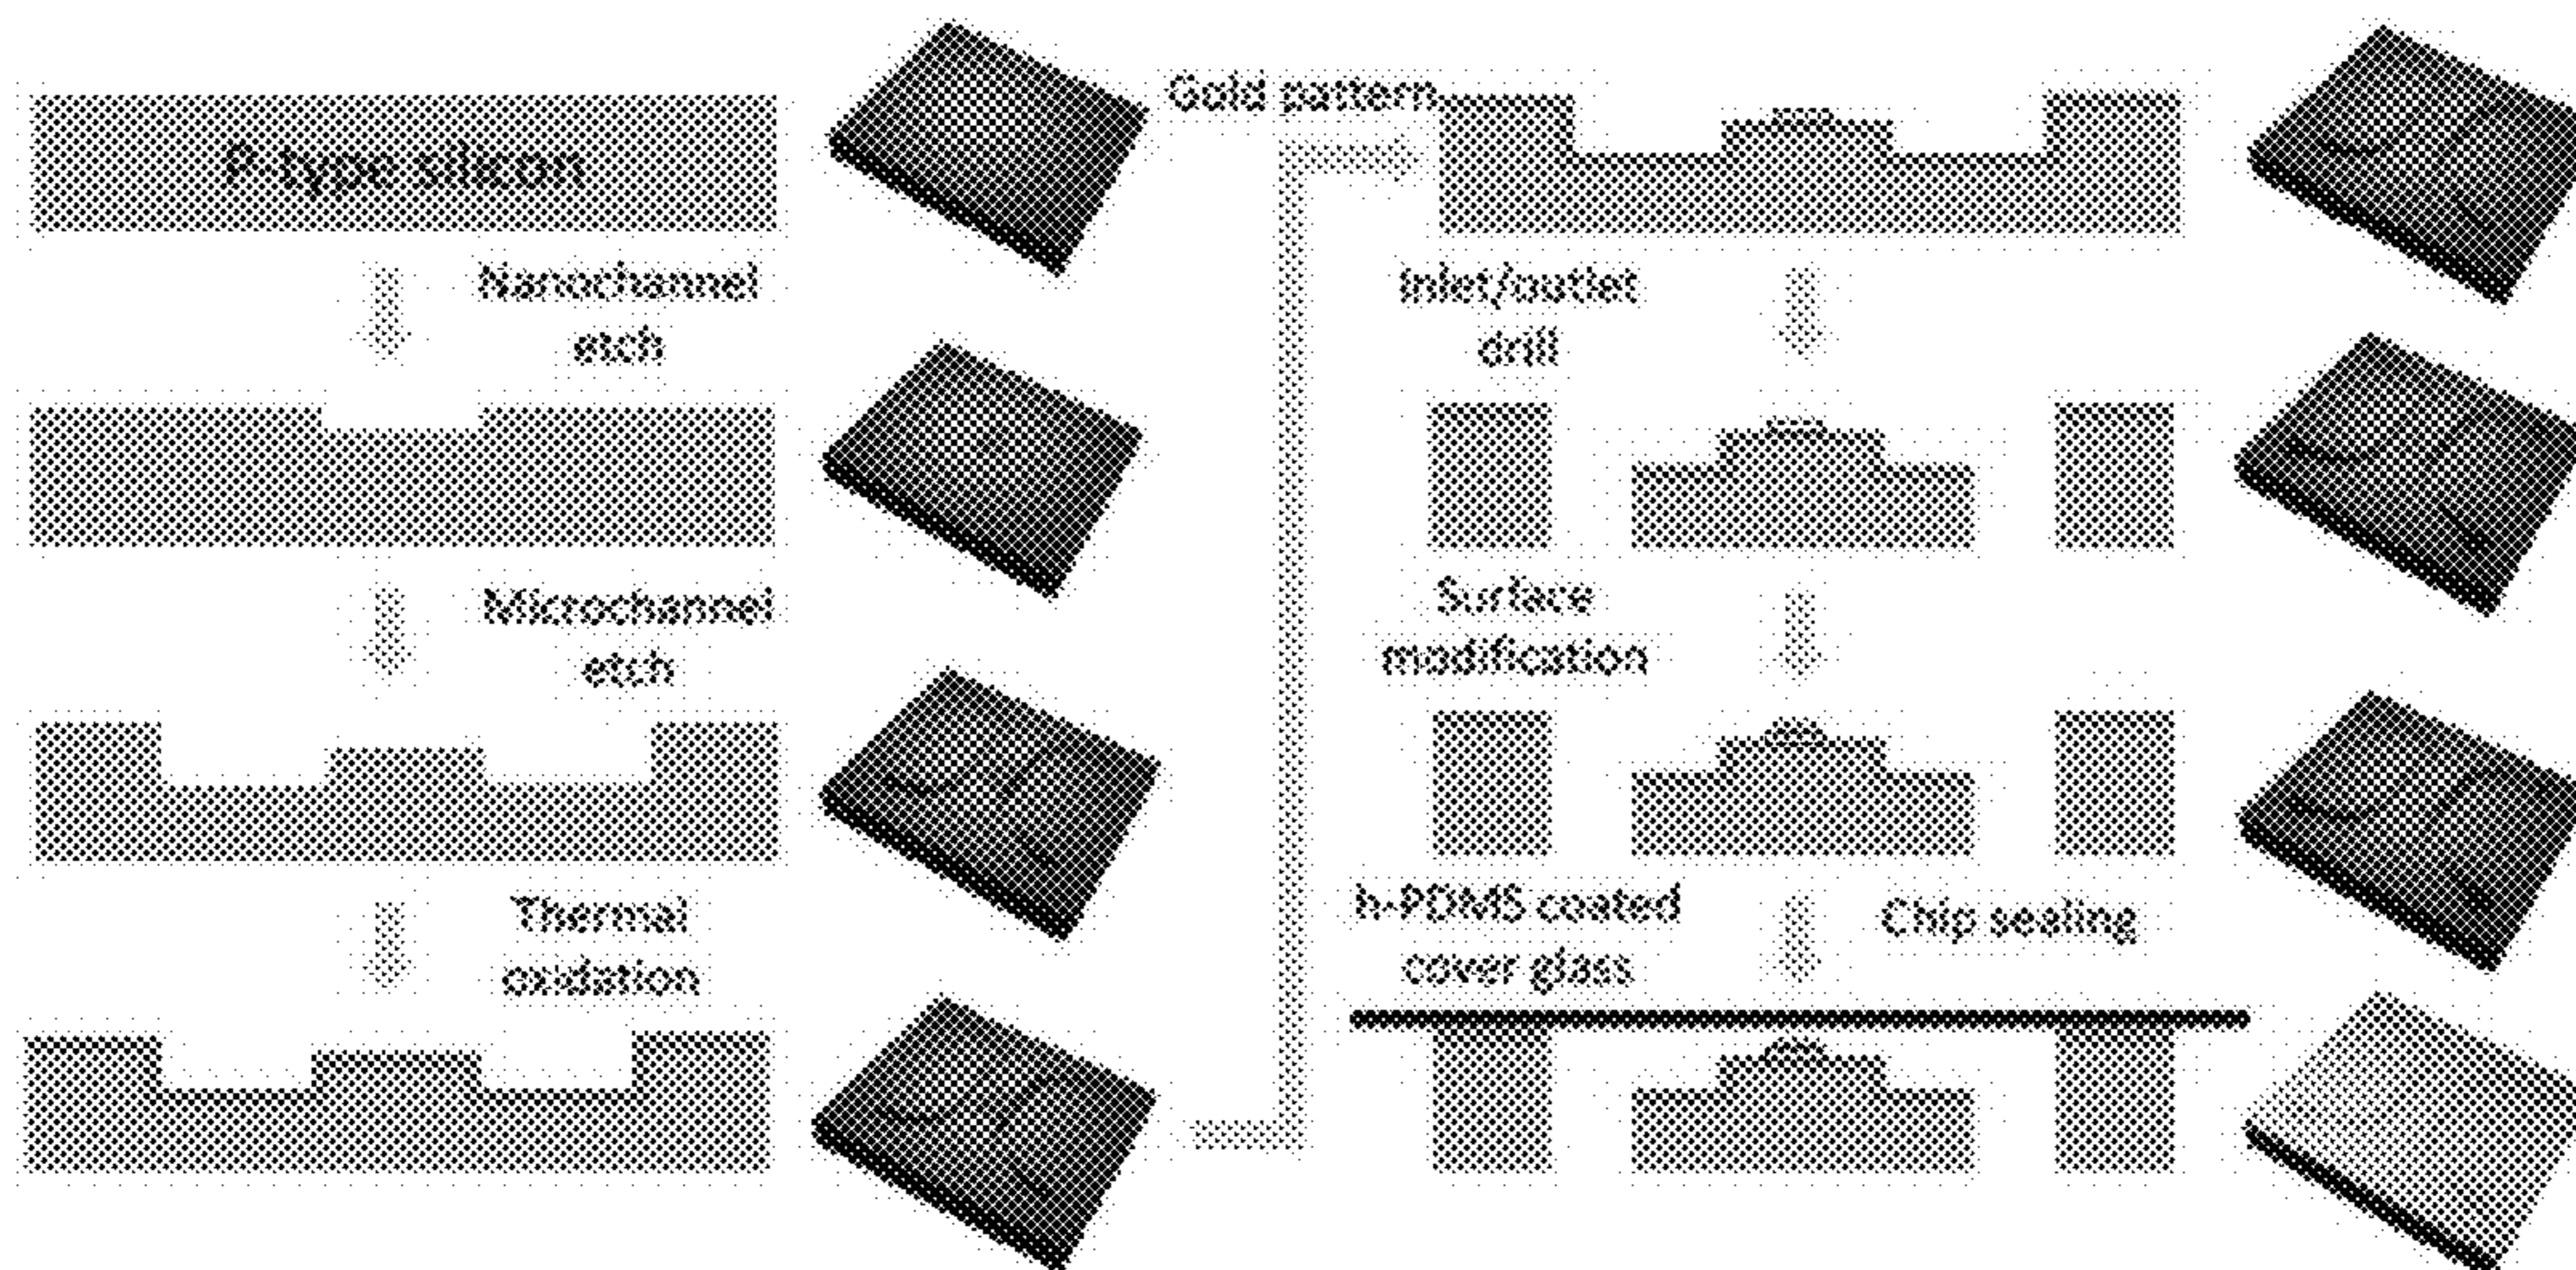 P-type silicon
Nanochannel
etch
Microchannel
etch
Thermal
oxidation
Gold pattern
Inlet/outlet
drill
Surface
modification
h-PDMS coated
cover glass
Chip sealing